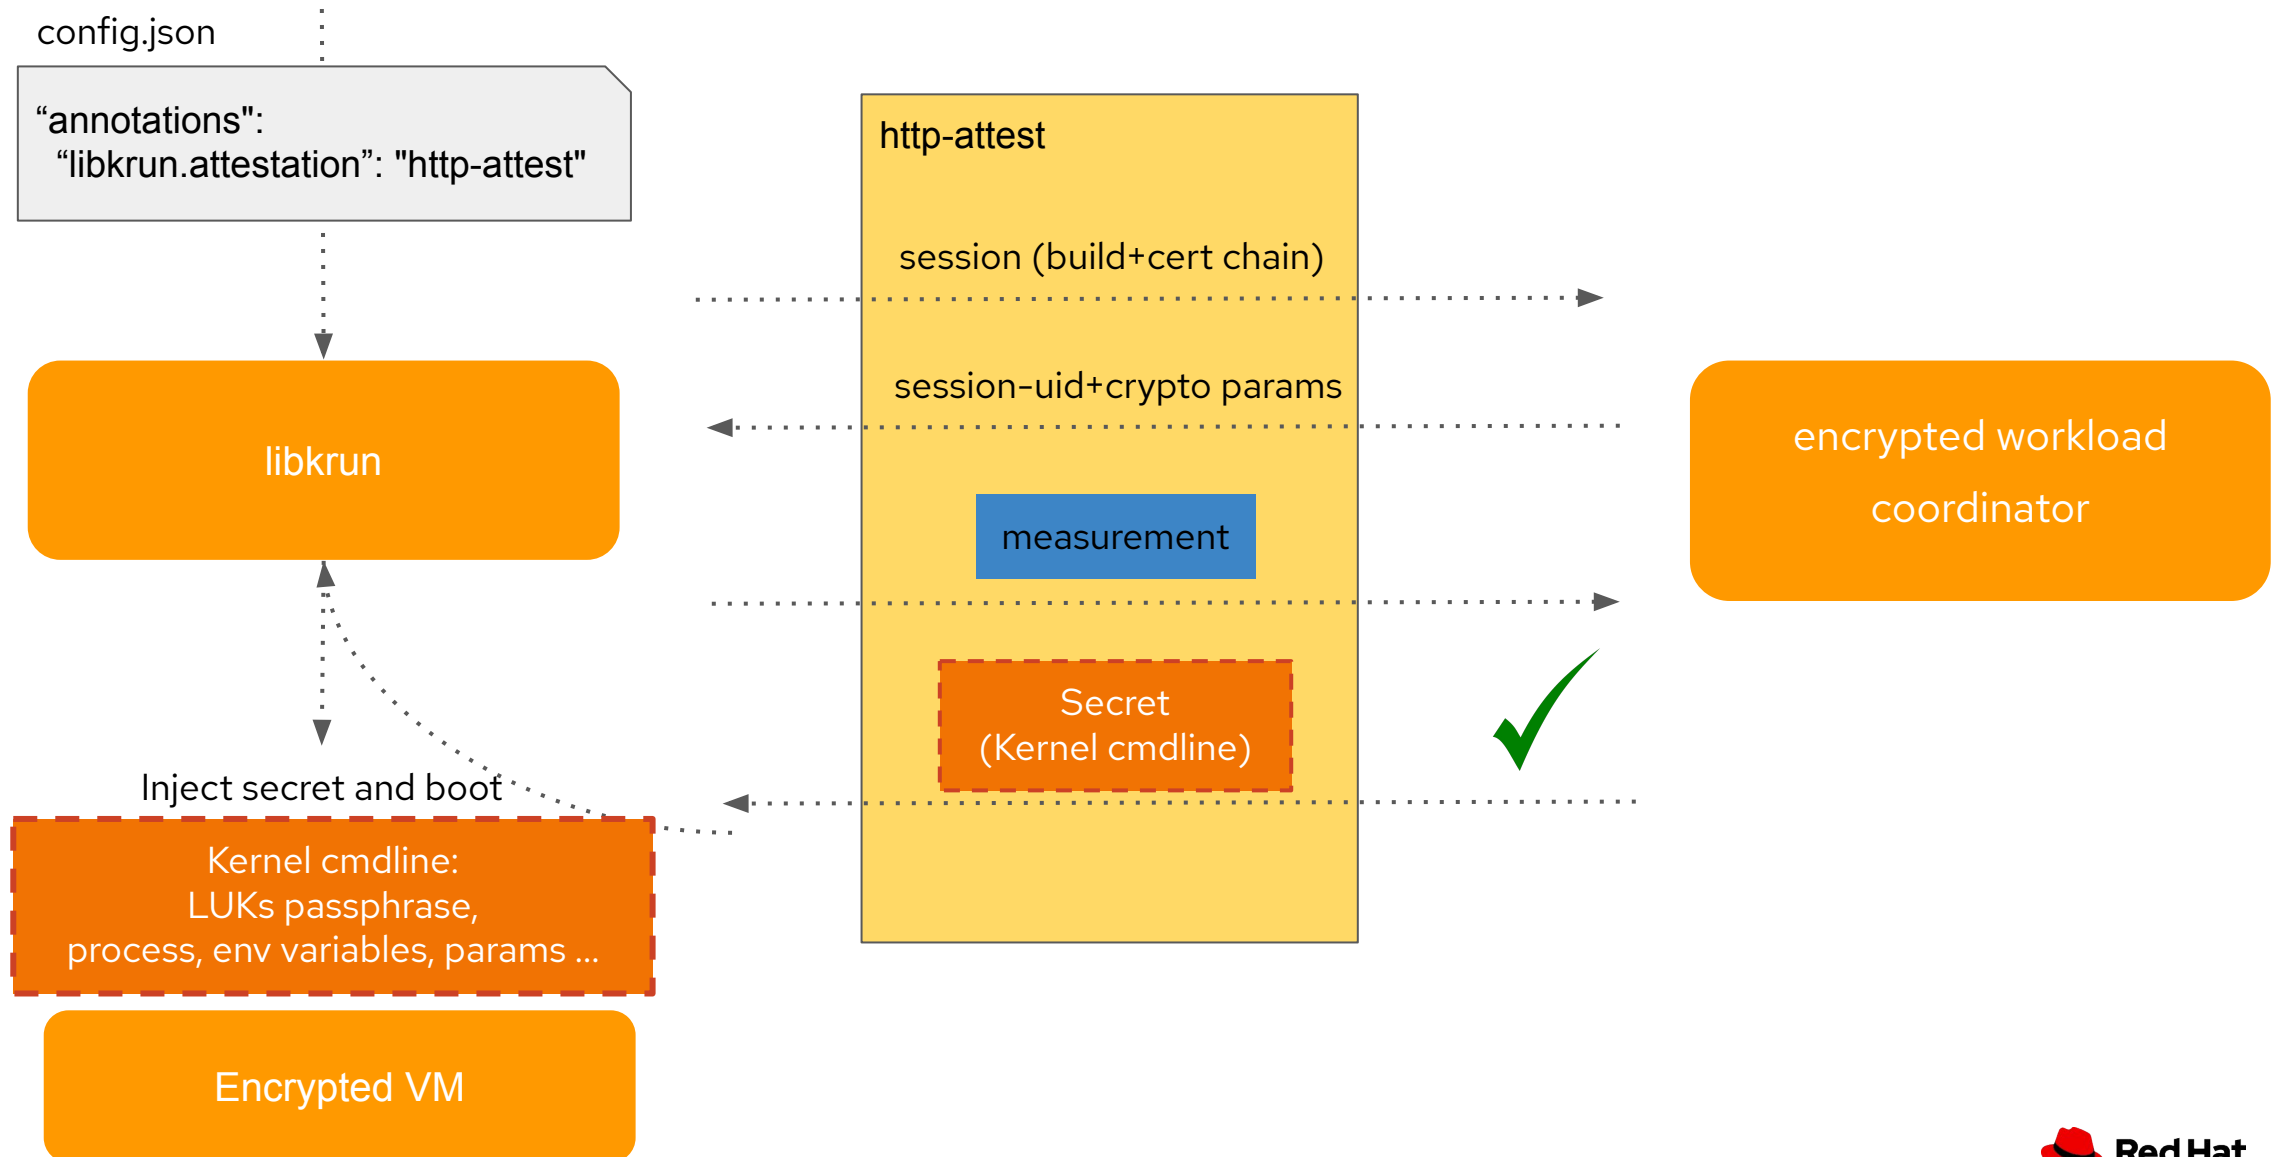 config.json
“annotations":
“libkrun.attestation”: "http-attest"
http-attest
session (build+cert chain)
session-uid+crypto params
libkrun
encrypted workload
coordinator
measurement
Secret
(Kernel cmdline)
Inject secret and boot
Kernel cmdline:
LUKs passphrase,
process, env variables, params ...
Encrypted VM
Red Hat